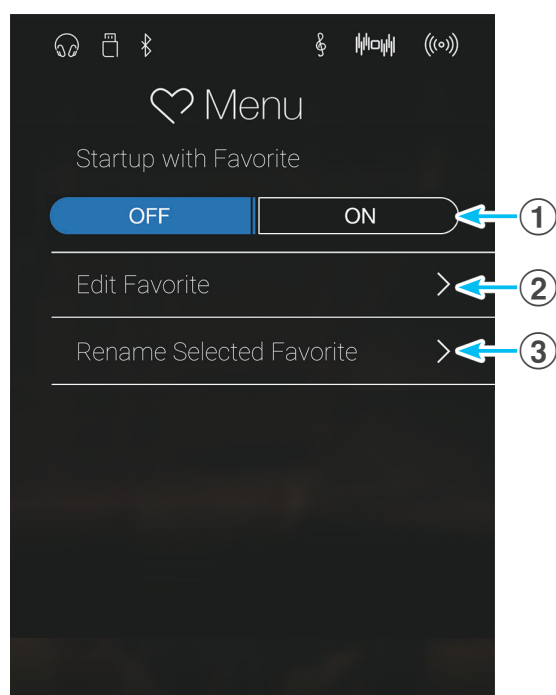 Menu
Startup with Favorite
OFF ON 1
Edit Favorite 2
Rename Selected Favorite 3